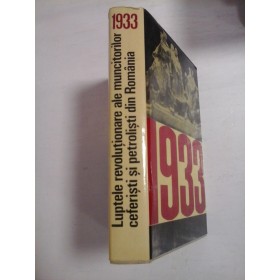 1933
Luptele revoluționare ale muncitorilor
ceferiști și petroliști din România
1933